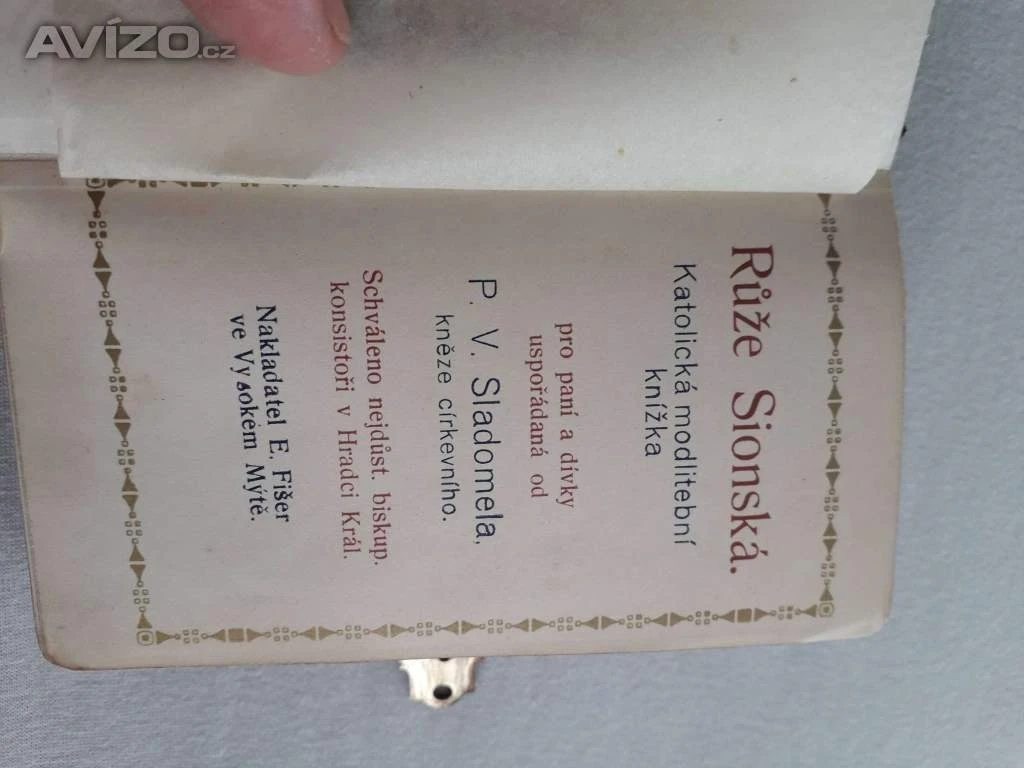 AVÍZO.cz
Růže Sionská.
Katolická modlitební
knížka
pro paní a dívky
uspořádaná od
P. V. Sladomela,
kněze církevního.
Schváleno nejdůst. biskup.
konsistoři v Hradci Král.
Nakladatel E. Fišer
ve Vysokém Mýtě.